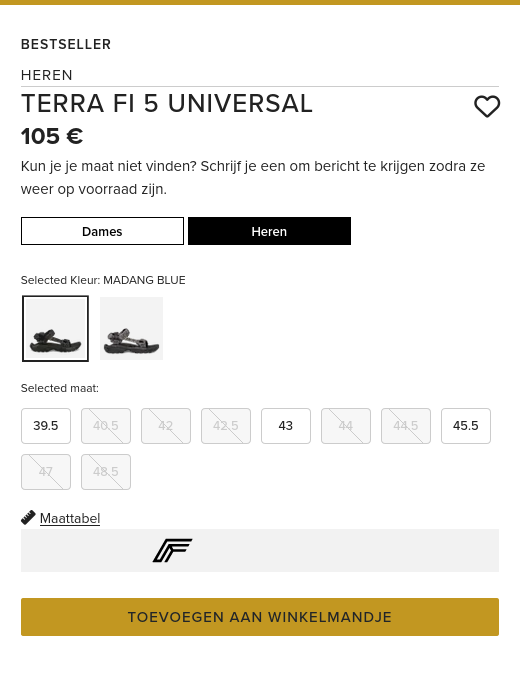 BESTSELLER
HEREN
TERRA FI 5 UNIVERSAL
105 €
Kun je je maat niet vinden? Schrijf je een om bericht te krijgen zodra ze
weer op voorraad zijn.
Dames Heren
Selected Kleur: MADANG BLUE
Selected maat:
39.5 40.5 42 42.5 43 44 44.5 45.5
47 48.5
Maattabel
TOEVOEGEN AAN WINKELMANDJE